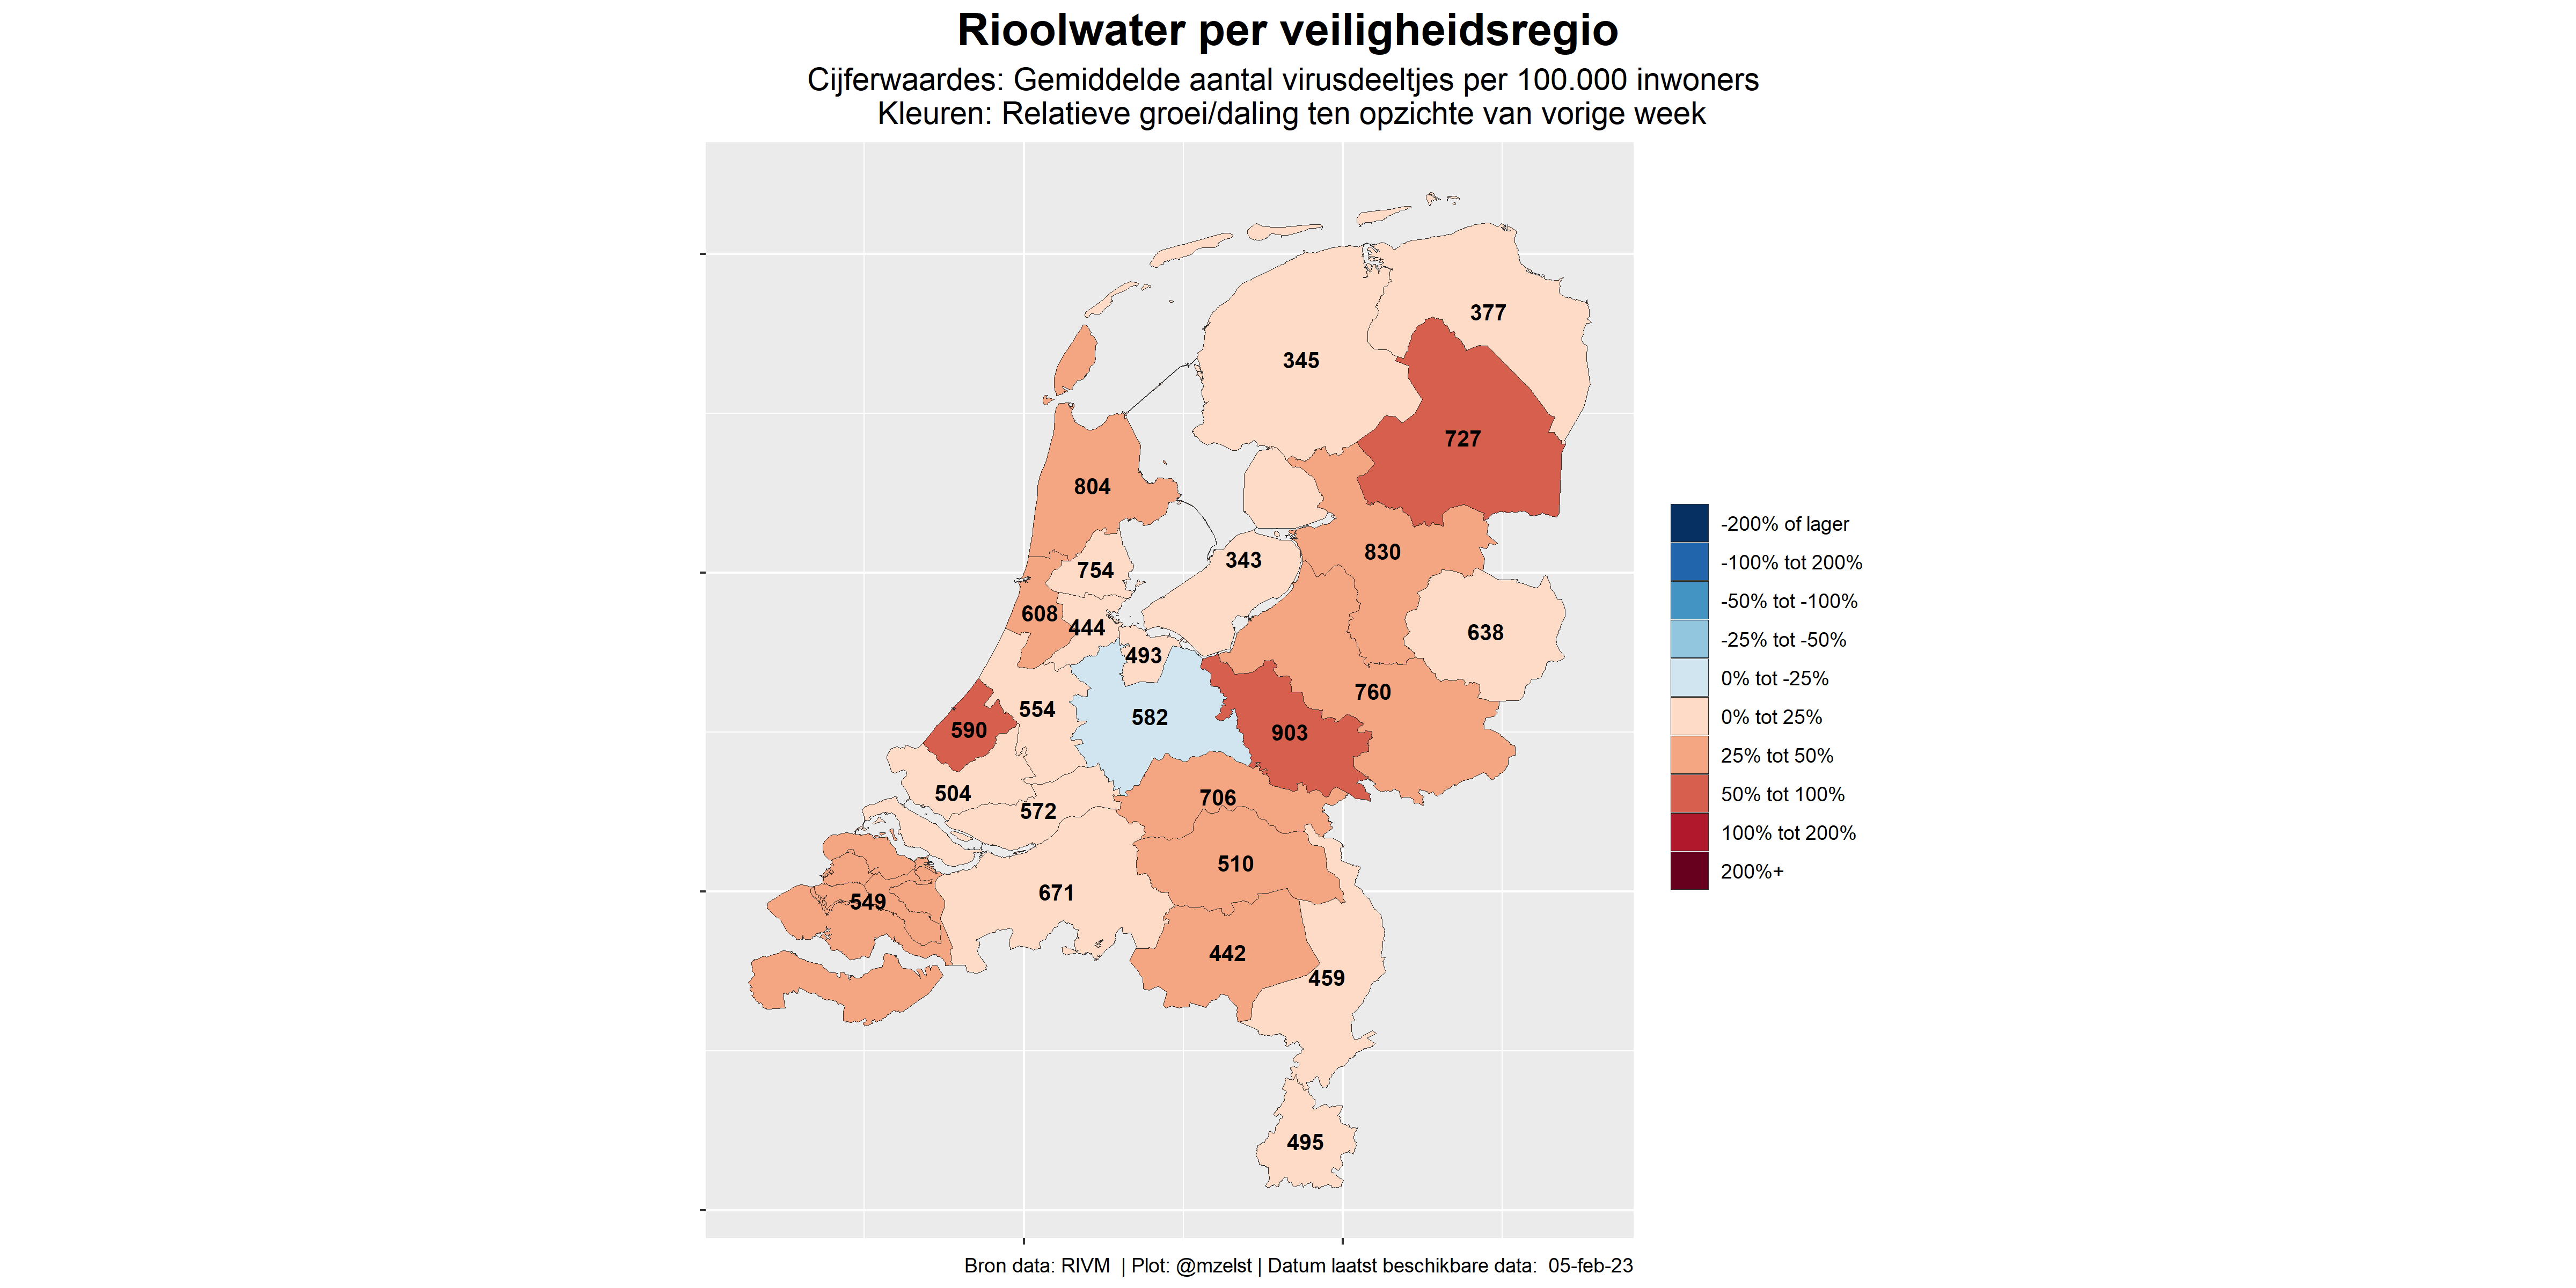 Rioolwater per veiligheidsregio
Cijferwaardes: Gemiddelde aantal virusdeeltjes per 100.000 inwoners
Kleuren: Relatieve groei/daling ten opzichte van vorige week
377
345
727
804
830
343
754
608
444
638
493
760
554
582
590
903
504
706
572
510
671
549
442
459
495
-200% of lager
-100% tot 200%
-50% tot -100%
-25% tot -50%
0% tot -25%
0% tot 25%
25% tot 50%
50% tot 100%
100% tot 200%
200%+
Bron data: RIVM | Plot: @mzelst | Datum laatst beschikbare data: 05-feb-23